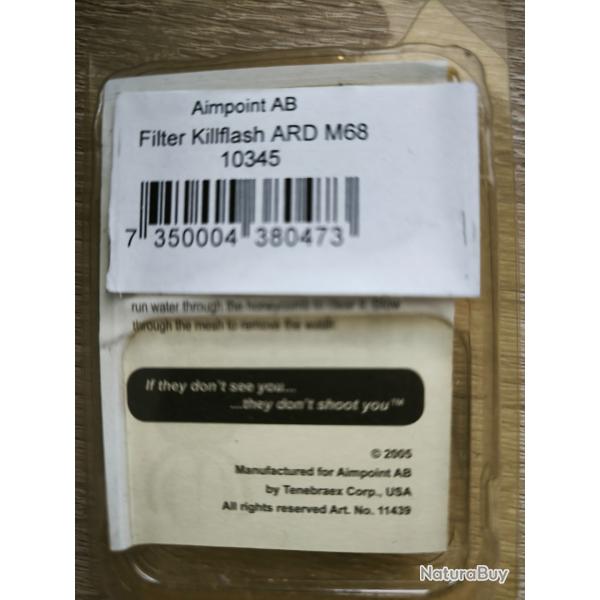 Aimpoint AB
Filter Killflash ARD M68
10345
7 350004 380473
run water through the honeycomb to clear it. Blow
through the mesh to remove the water.
If they don't see you...
...they don't shoot you™
© 2005
Manufactured for Aimpoint AB
by Tenebraex Corp., USA
All rights reserved Art. No. 11439
NaturaBuy